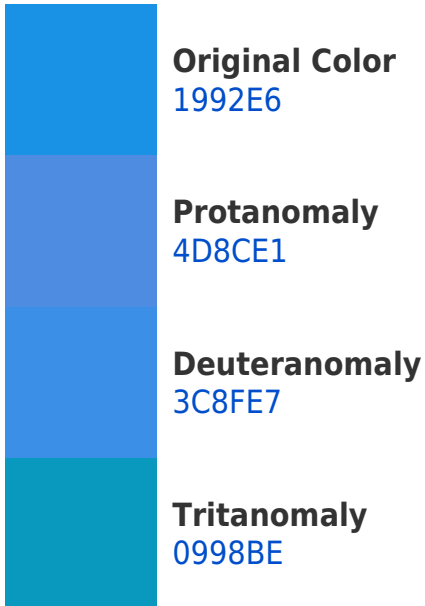 Original Color
1992E6
Protanomaly
4D8CE1
Deuteranomaly
3C8FE7
Tritanomaly
0998BE